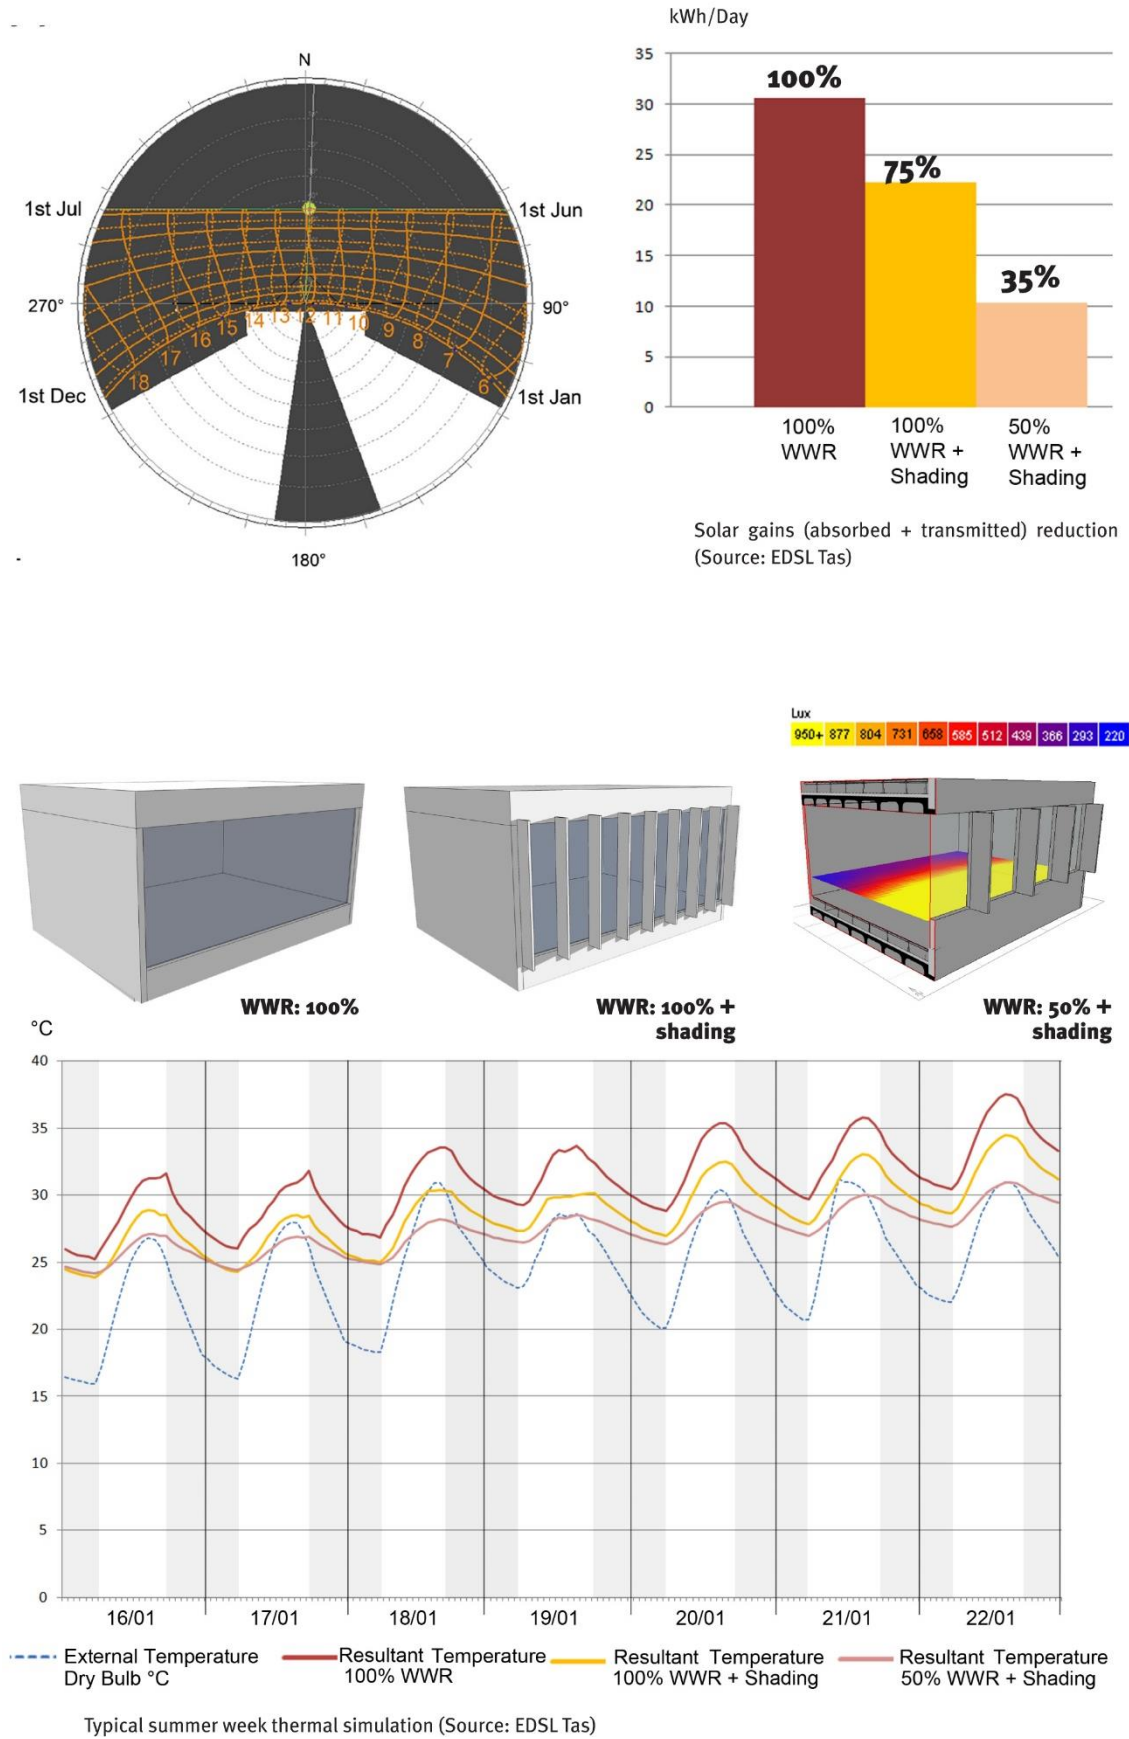 N
1st Jul
1st Jun
270°
90°
18
17
16
15
14
13
12
11
10
9
8
7
6
1st Dec
1st Jan
180°
kWh/Day
35
30
25
20
15
10
5
0
100%
75%
35%
100%
WWR
100%
WWR +
Shading
50%
WWR +
Shading
Solar gains (absorbed + transmitted) reduction
(Source: EDSL Tas)
Lux
950+ 877 804 731 658 585 512 439 366 293 220
WWR: 100%
WWR: 100% +
shading
WWR: 50% +
shading
°C
40
35
30
25
20
15
10
5
0
16/01 17/01 18/01 19/01 20/01 21/01 22/01
External Temperature
Dry Bulb °C
Resultant Temperature
100% WWR
Resultant Temperature
100% WWR + Shading
Resultant Temperature
50% WWR + Shading
Typical summer week thermal simulation (Source: EDSL Tas)